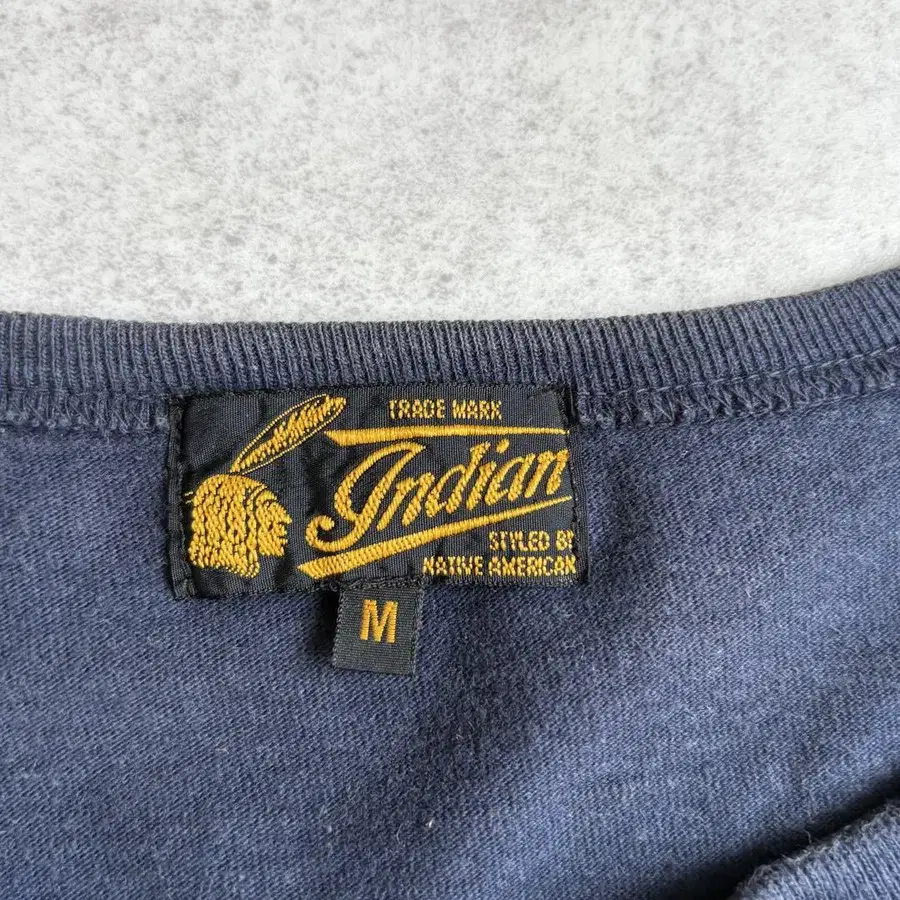 TRADE MARK
Indian
STYLED BY
NATIVE AMERICAN
M